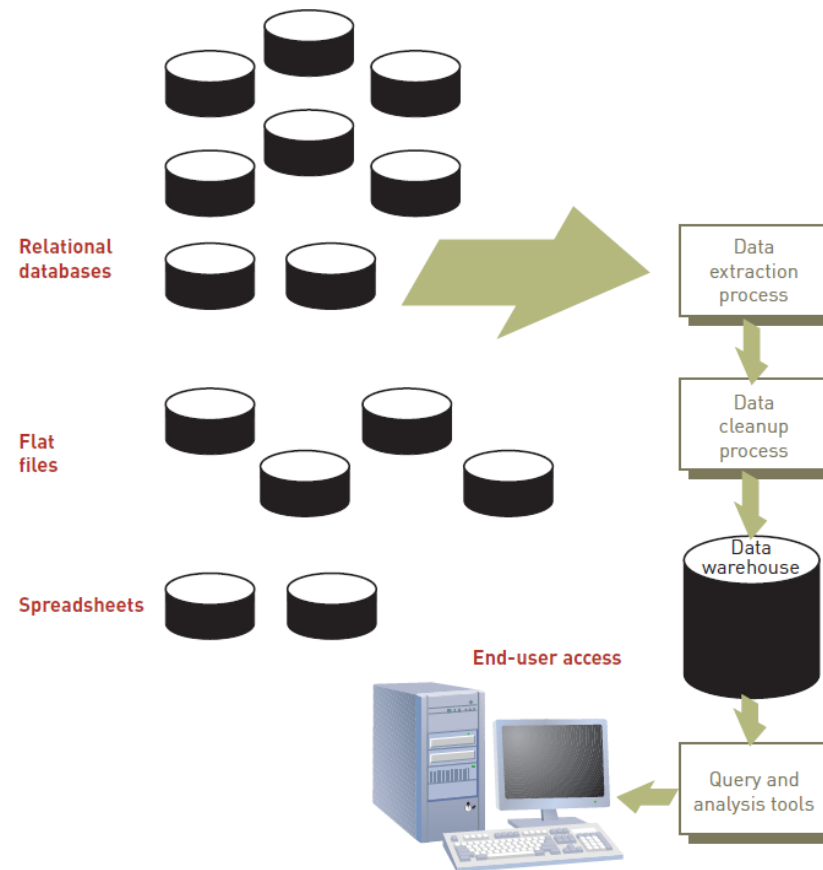 Relational
databases
Data
extraction
process
Flat
files
Data
cleanup
process
Spreadsheets
Data
warehouse
End-user access
Query and
analysis tools